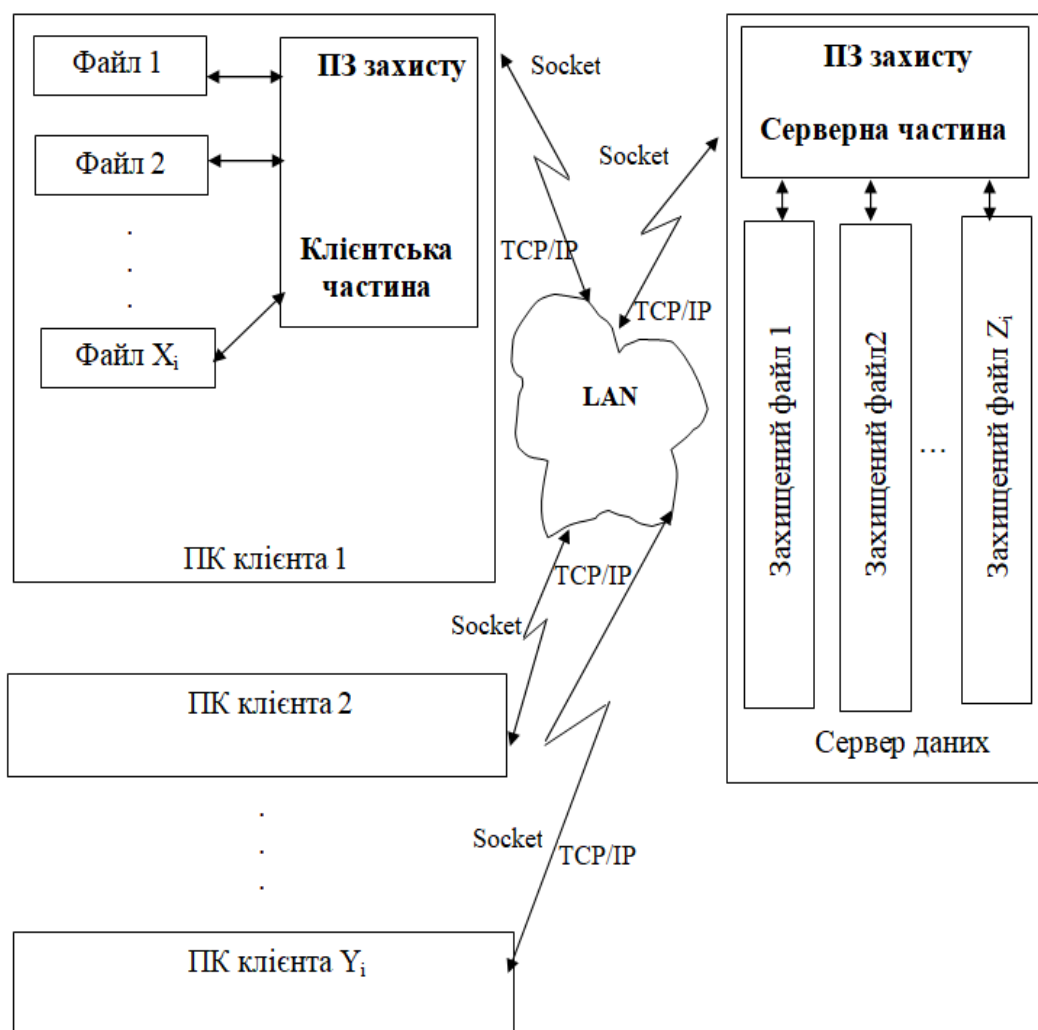 Файл 1
ПЗ захисту
Файл 2
.
.
.
Клієнтська
частина
Файл Xᵢ
ПК клієнта 1
Socket
TCP/IP
Socket
TCP/IP
LAN
ПЗ захисту
Серверна частина
Захищений файл 1
Захищений файл2
...
Захищений файл Zᵢ
Сервер даних
TCP/IP
Socket
ПК клієнта 2
.
.
.
Socket
TCP/IP
ПК клієнта Yᵢ